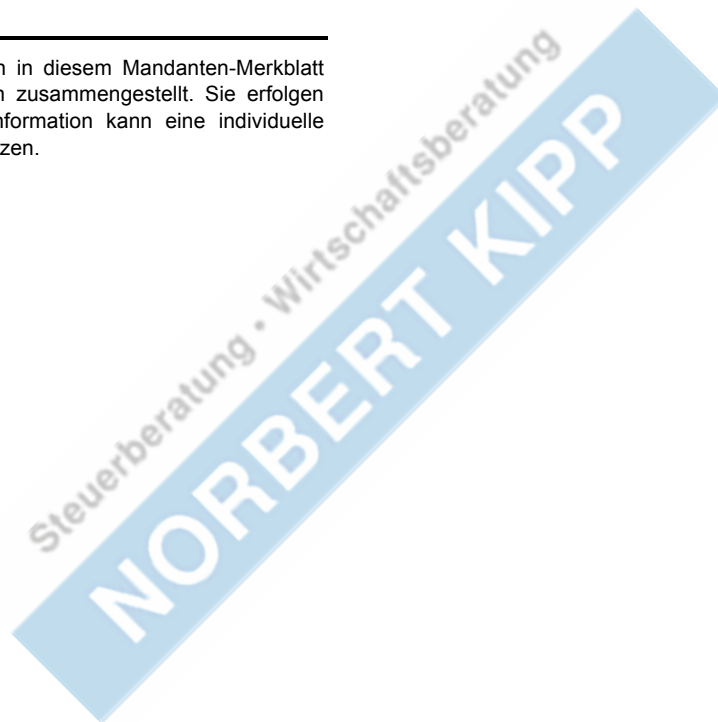 n in diesem Mandanten-Merkblatt
n zusammengestellt. Sie erfolgen
nformation kann eine individuelle
zen.
Steuerberatung • Wirtschaftsberatung
NORBERT KIPP